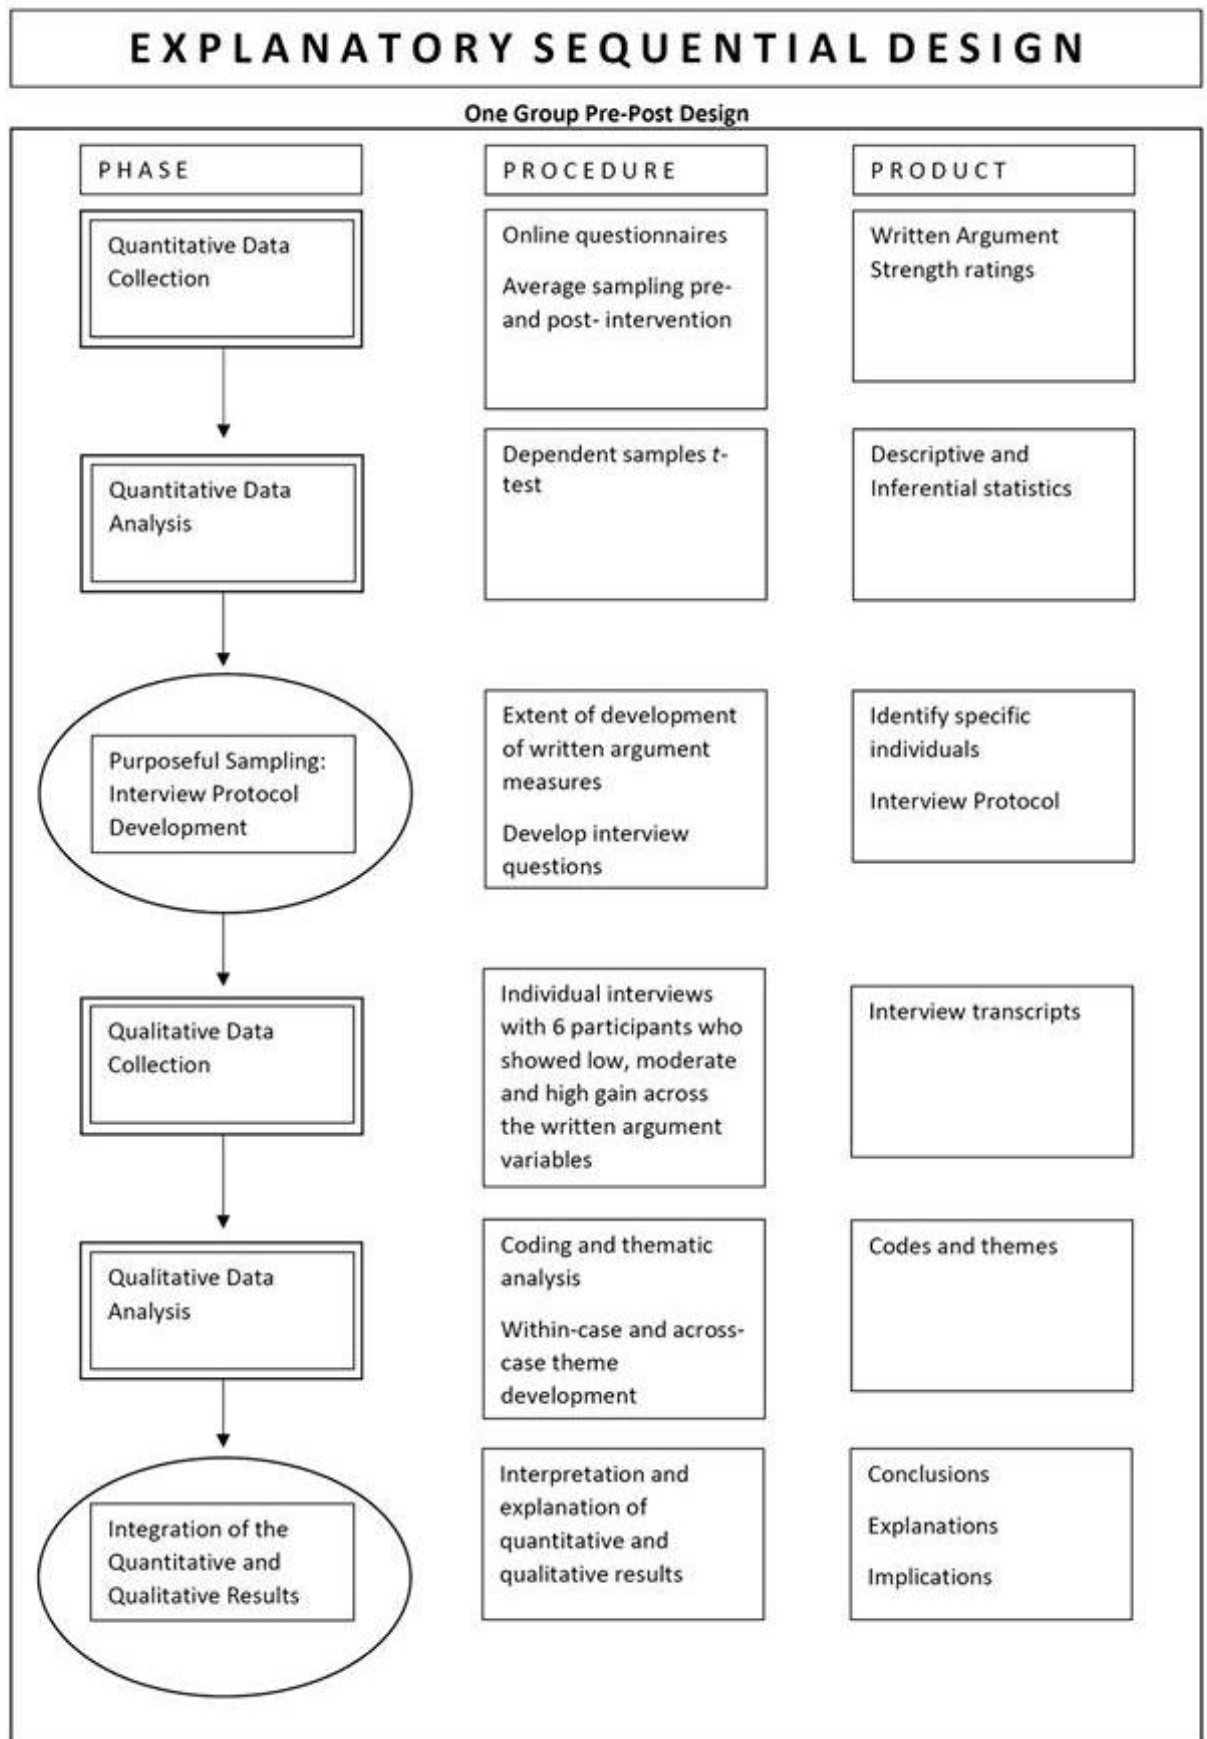 EXPLANATORY SEQUENTIAL DESIGN
One Group Pre-Post Design
PHASE
PROCEDURE
PRODUCT
Quantitative Data
Collection
Online questionnaires
Average sampling pre-
and post- intervention
Written Argument
Strength ratings
Quantitative Data
Analysis
Dependent samples t-
test
Descriptive and
Inferential statistics
Purposeful Sampling:
Interview Protocol
Development
Extent of development
of written argument
measures
Develop interview
questions
Identify specific
individuals
Interview Protocol
Qualitative Data
Collection
Individual interviews
with 6 participants who
showed low, moderate
and high gain across
the written argument
variables
Interview transcripts
Qualitative Data
Analysis
Coding and thematic
analysis
Within-case and across-
case theme
development
Codes and themes
Integration of the
Quantitative and
Qualitative Results
Interpretation and
explanation of
quantitative and
qualitative results
Conclusions
Explanations
Implications